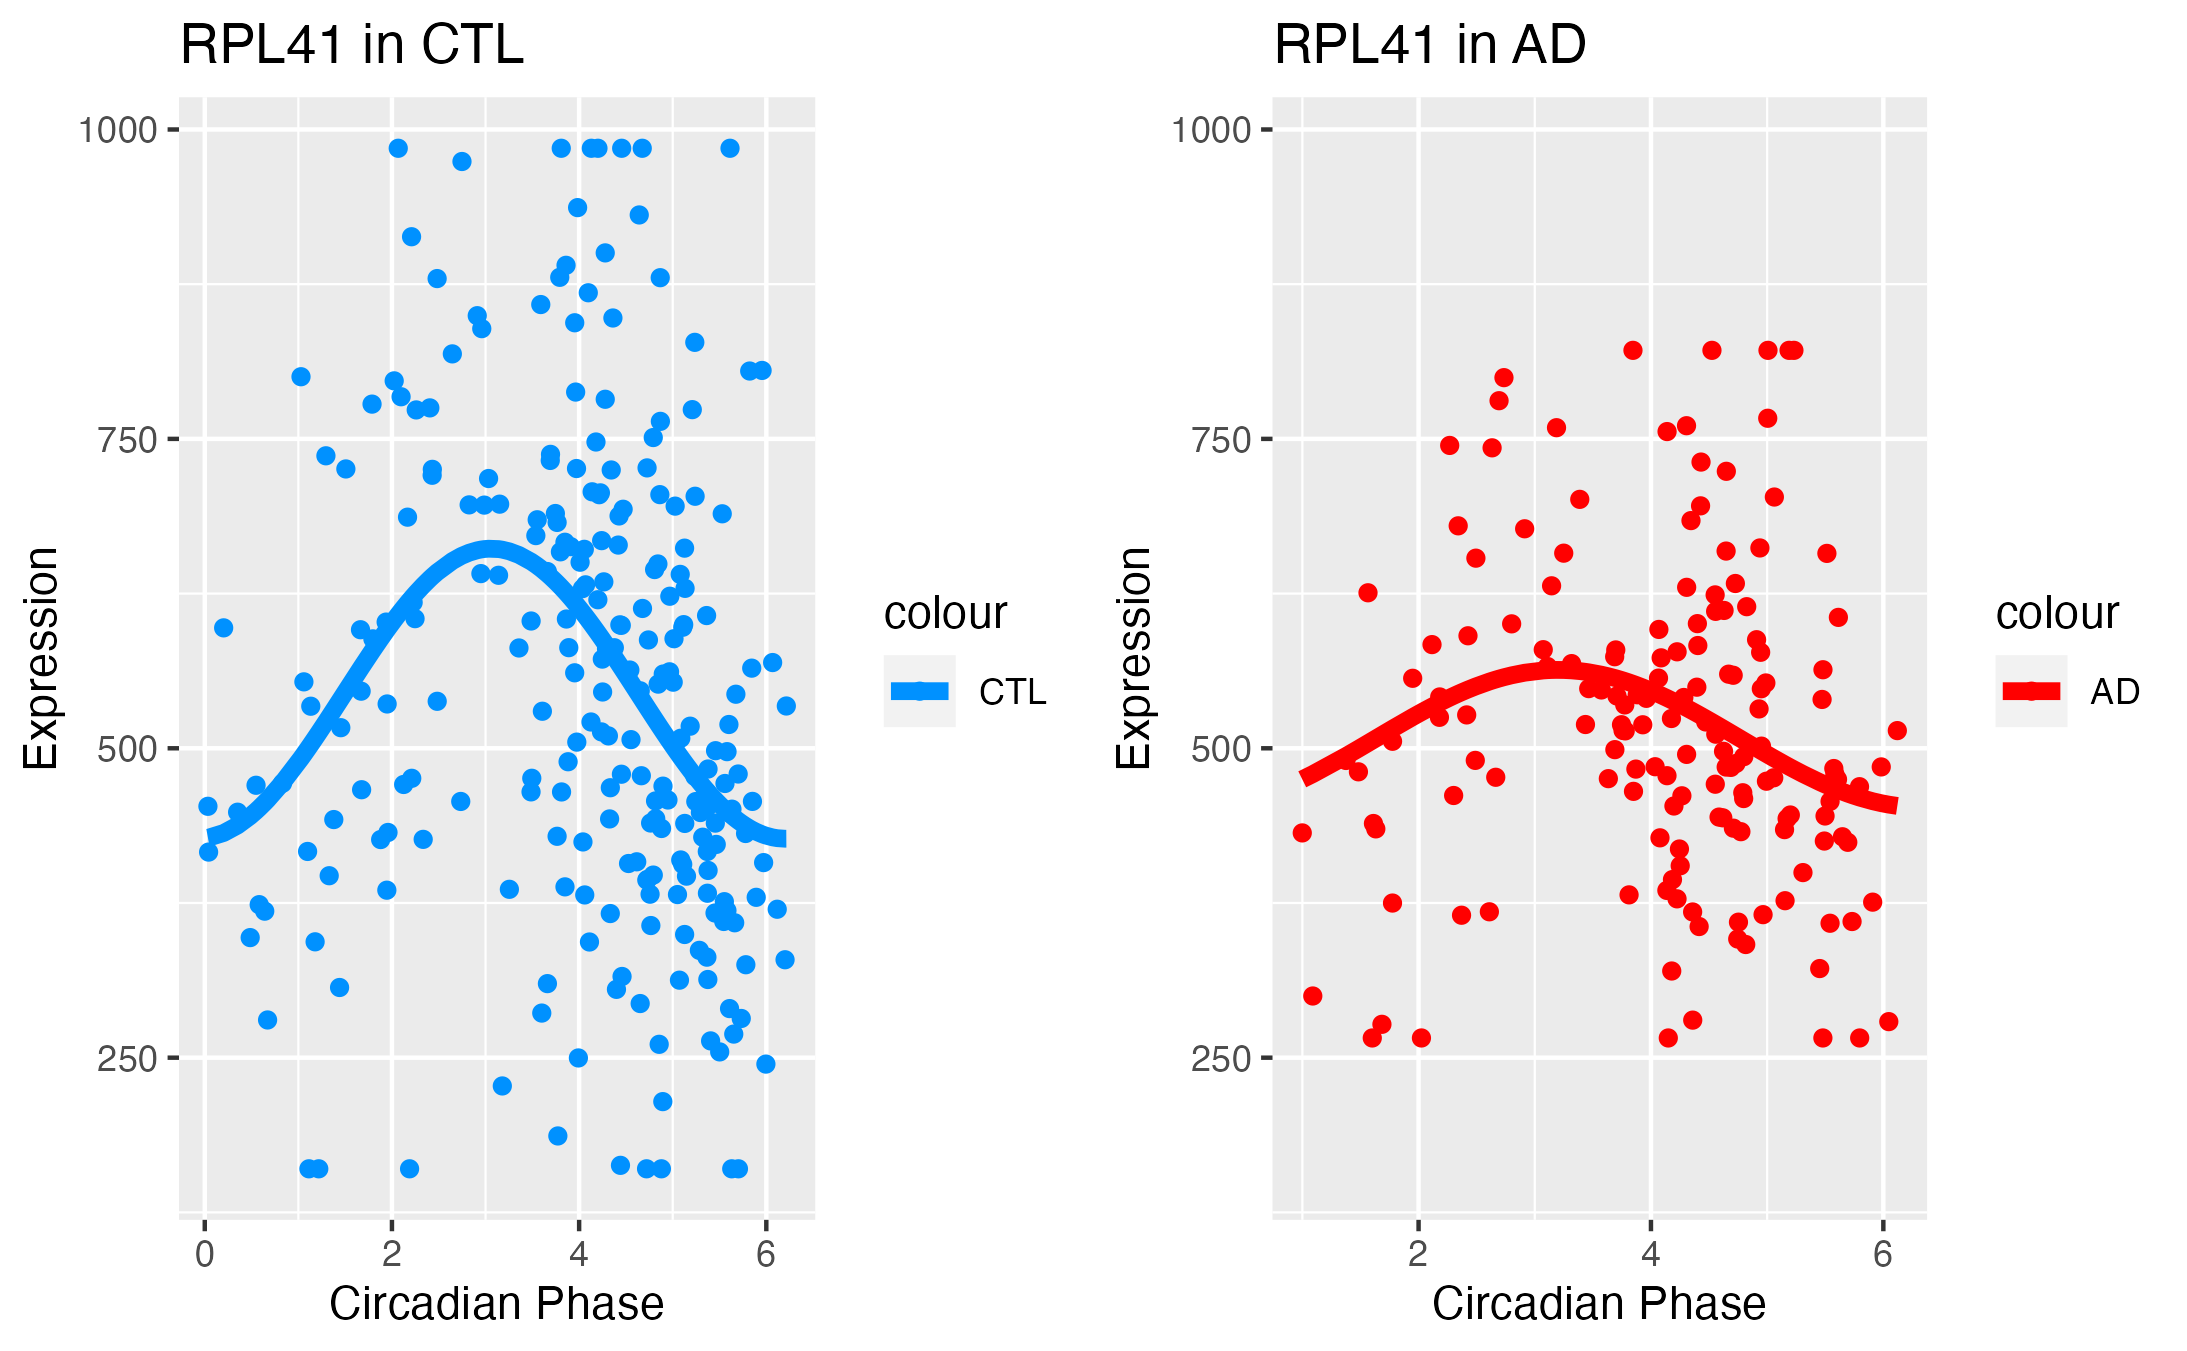 RPL41 in CTL
1000
750
500
250
Expression
0 2 4 6
Circadian Phase
colour
CTL
RPL41 in AD
1000
750
500
250
Expression
2 4 6
Circadian Phase
colour
AD